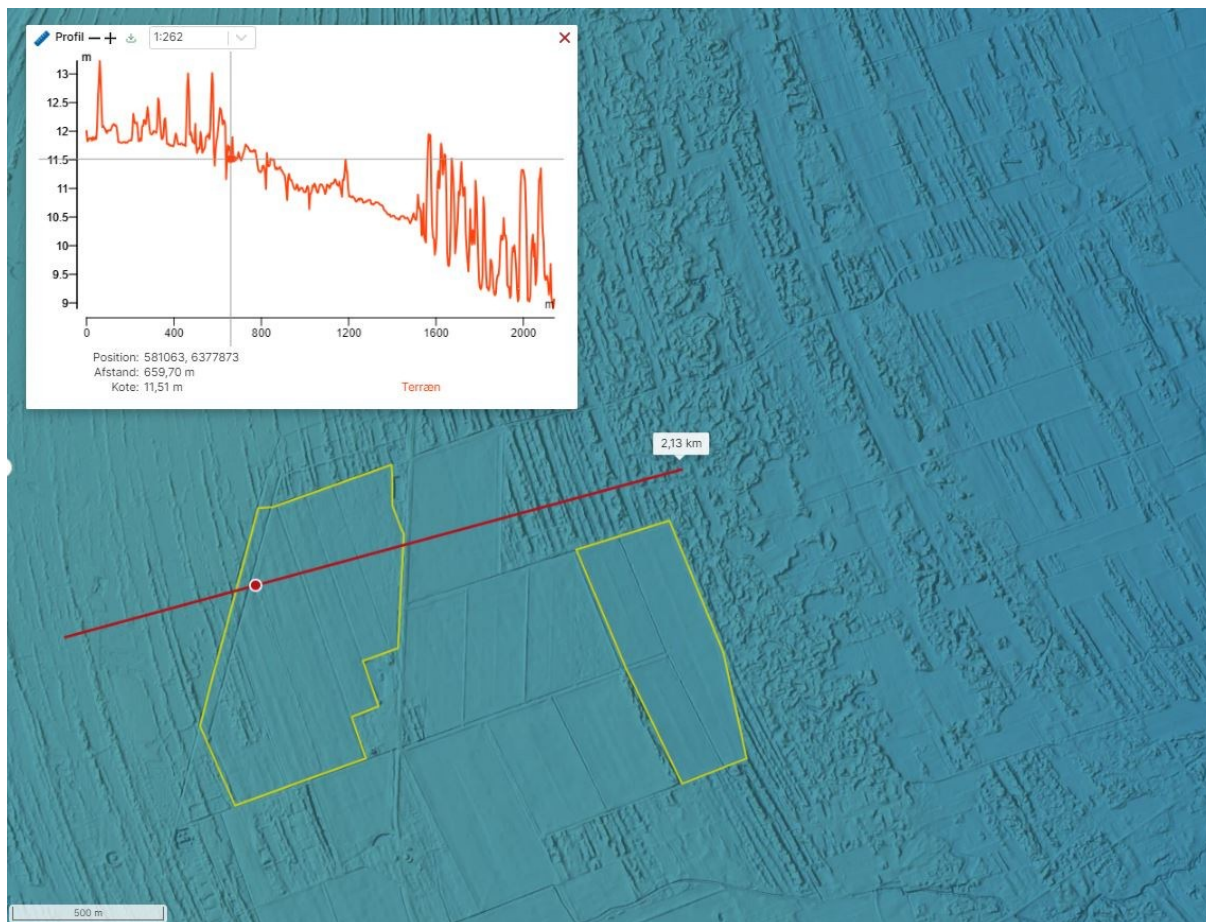 Profil
1:262
m
13
12.5
12
11.5
11
10.5
10
9.5
9
m
0 400 800 1200 1600 2000
Position: 581063, 6377873
Afstand: 659,70 m
Kote: 11,51 m
Terræn
2,13 km
500 m